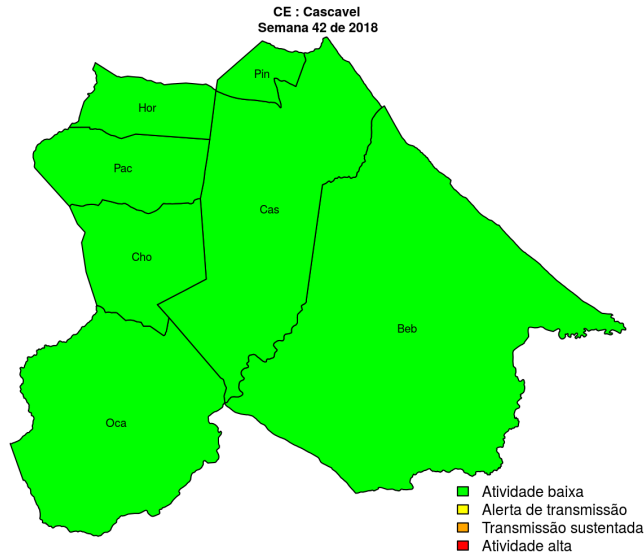 CE : Cascavel
Semana 42 de 2018
Pin
Hor
Pac
Cas
Cho
Beb
Oca
Atividade baixa
Alerta de transmissão
Transmissão sustentada
Atividade alta